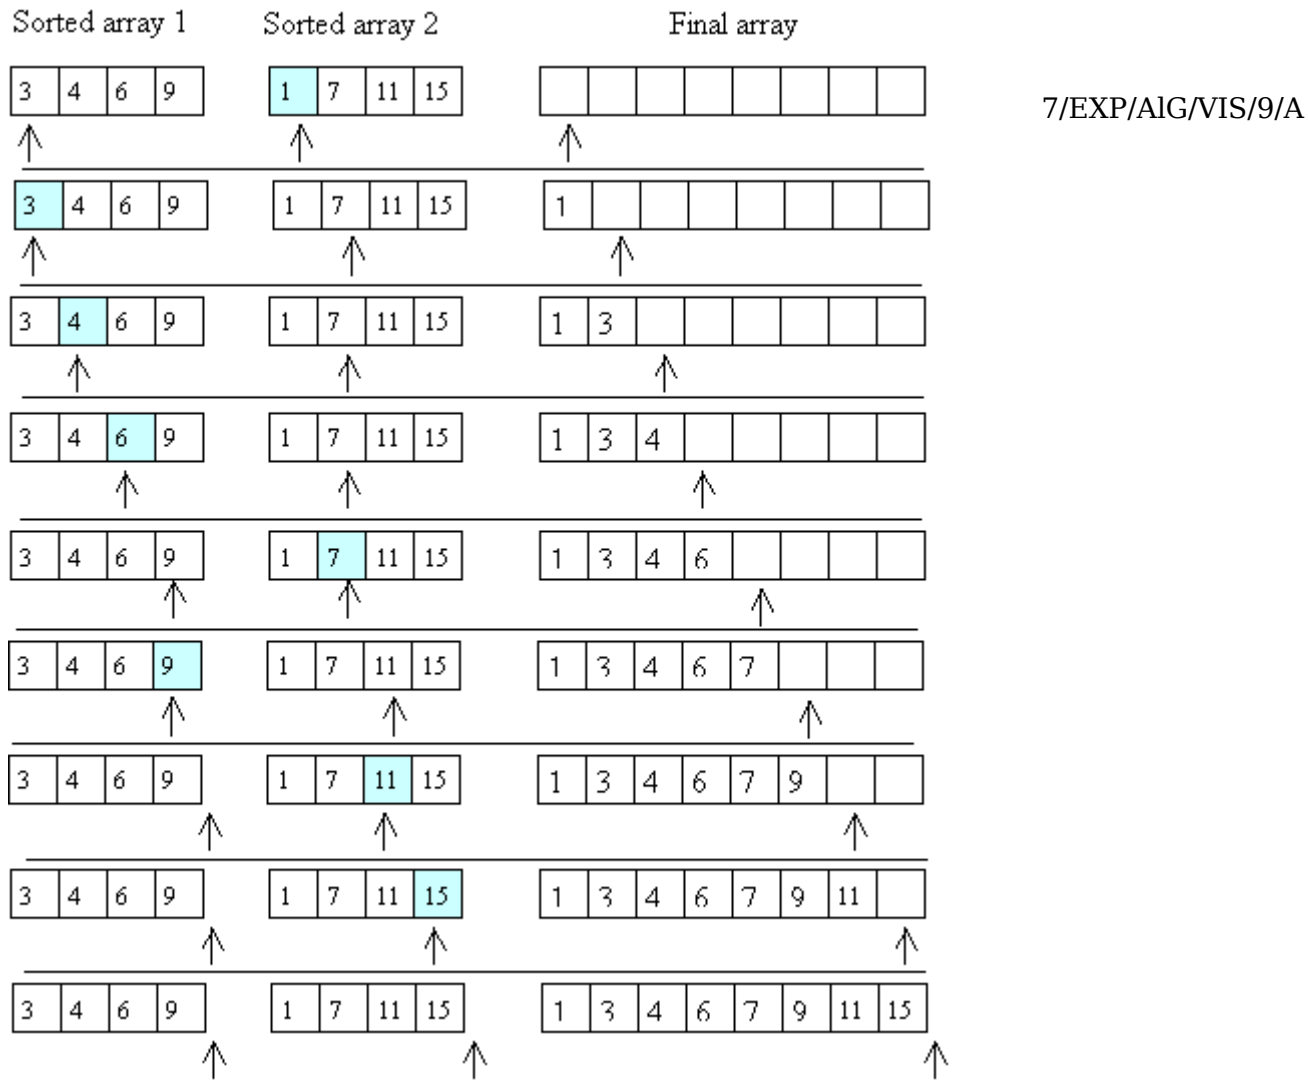 Sorted array 1 Sorted array 2 Final array
3 4 6 9 1 7 11 15
7/EXP/AlG/VIS/9/A
3 4 6 9 1 7 11 15 1
3 4 6 9 1 7 11 15 1 3
3 4 6 9 1 7 11 15 1 3 4
3 4 6 9 1 7 11 15 1 3 4 6
3 4 6 9 1 7 11 15 1 3 4 6 7
3 4 6 9 1 7 11 15 1 3 4 6 7 9
3 4 6 9 1 7 11 15 1 3 4 6 7 9 11
3 4 6 9 1 7 11 15 1 3 4 6 7 9 11 15